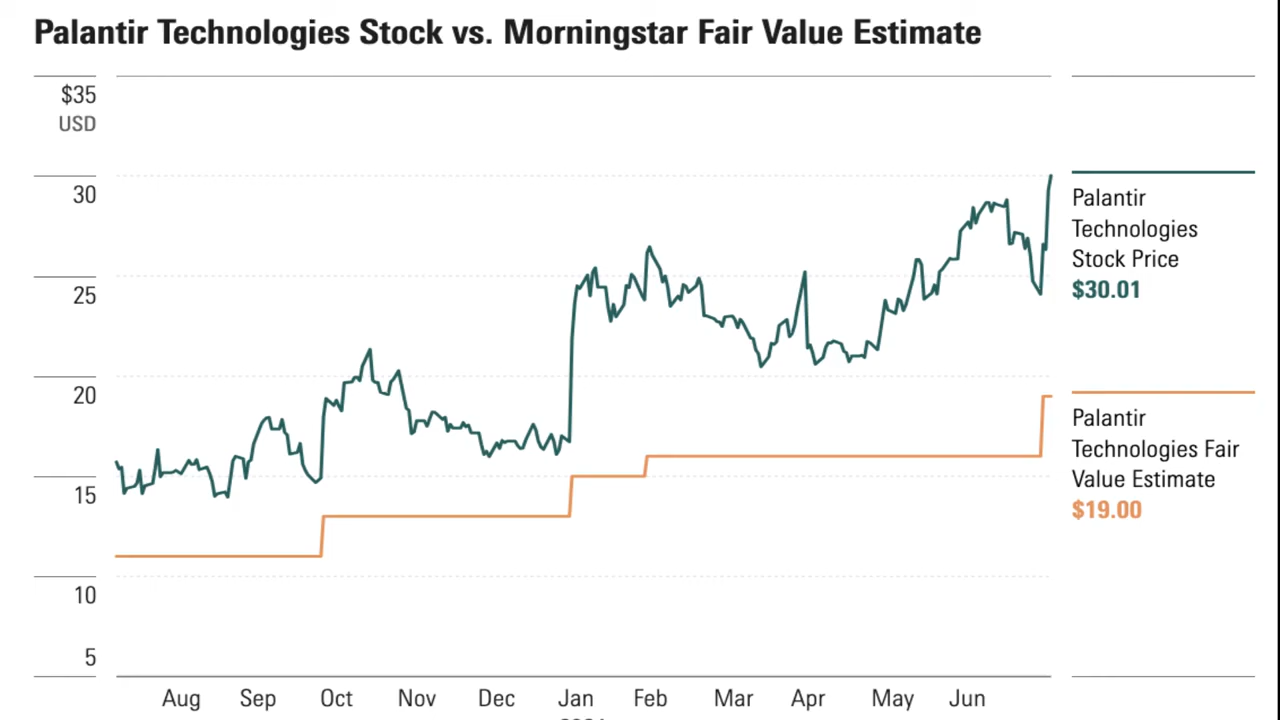 Palantir Technologies Stock vs. Morningstar Fair Value Estimate
$35
USD
30
25
20
15
10
5
Palantir
Technologies
Stock Price
$30.01
Palantir
Technologies Fair
Value Estimate
$19.00
Aug Sep Oct Nov Dec Jan Feb Mar Apr May Jun